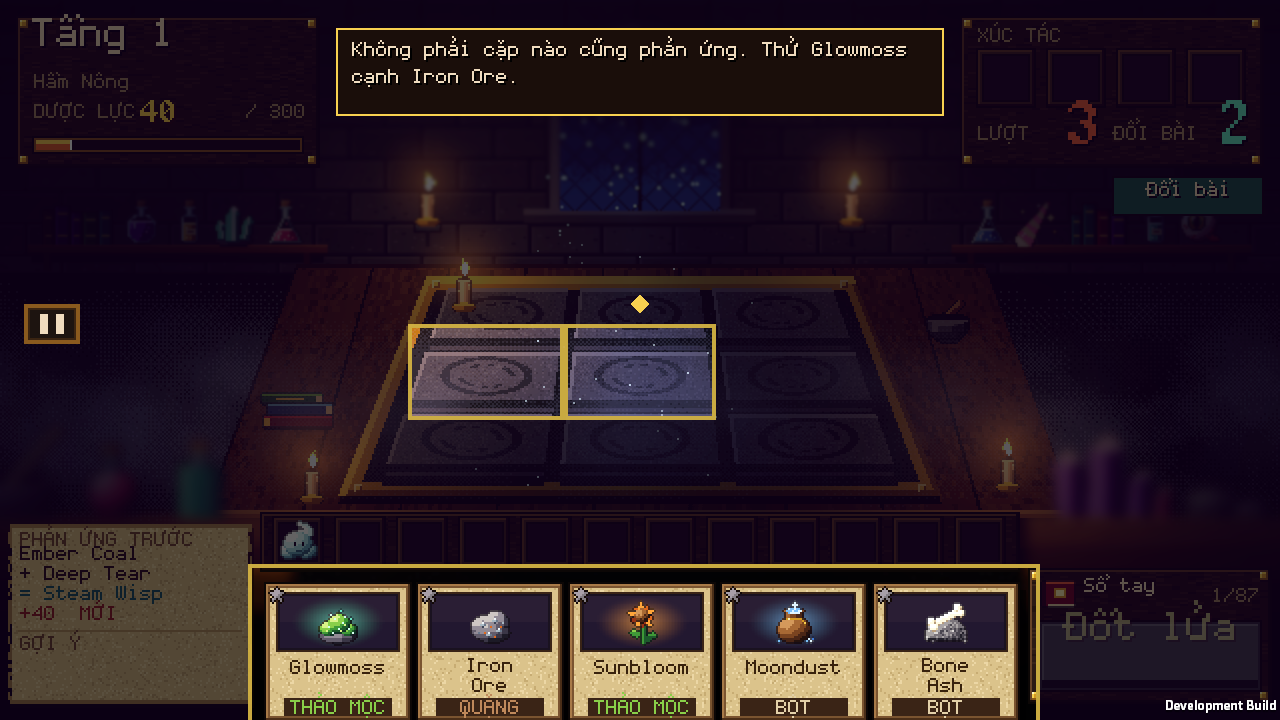 Tầng 1
Hầm Nông
DƯỢC LỰC 40 / 300
Không phải cặp nào cũng phản ứng. Thử Glowmoss
cạnh Iron Ore.
XÚC TÁC
LƯỢT 3 ĐỔI BÀI 2
Đổi bài
PHẢN ỨNG TRƯỚC
Ember Coal
+ Deep Tear
= Steam Wisp
+40 MỚI
GỢI Ý
Glowmoss
THẢO MỘC
Iron
Ore
QUẶNG
Sunbloom
THẢO MỘC
Moondust
BỘT
Bone
Ash
BỘT
Sổ tay
1/87
Đốt lửa
Development Build